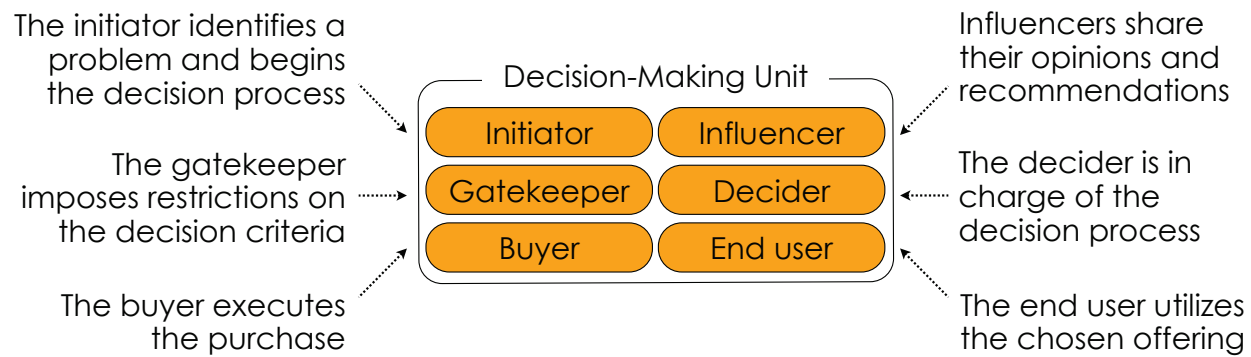 The initiator identifies a
problem and begins
the decision process
The gatekeeper
imposes restrictions on
the decision criteria
The buyer executes
the purchase
Decision-Making Unit
Initiator
Influencer
Gatekeeper
Decider
Buyer
End user
Influencers share
their opinions and
recommendations
The decider is in
charge of the
decision process
The end user utilizes
the chosen offering